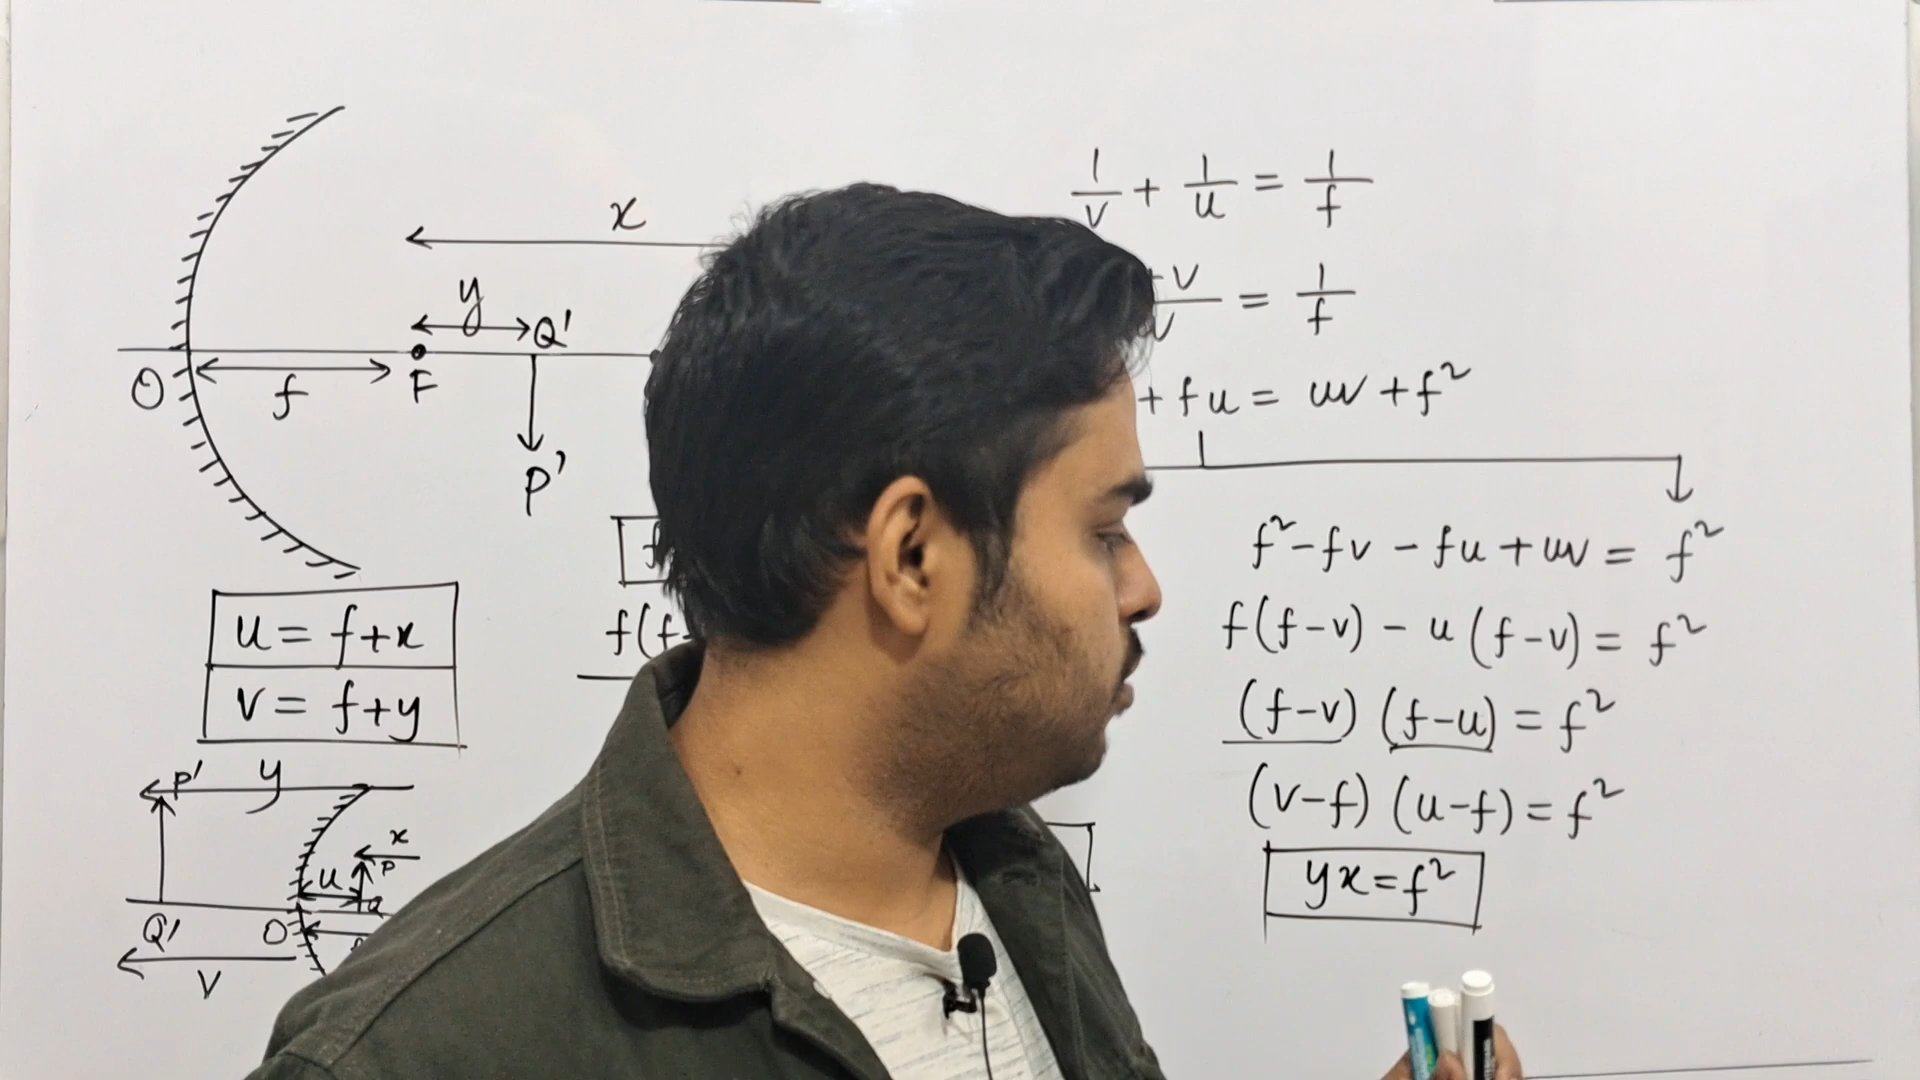 x
y
Q'
O
f
F
P'
u = f+x
v = f+y
P'
y
x
P
u
Q
Q'
O
v
f(f-
1/v + 1/u = 1/f
+v
= 1/f
+ fu = uv + f²
f² - fv - fu + uv = f²
f(f-v) - u(f-v) = f²
(f-v) (f-u) = f²
(v-f) (u-f) = f²
yx = f²